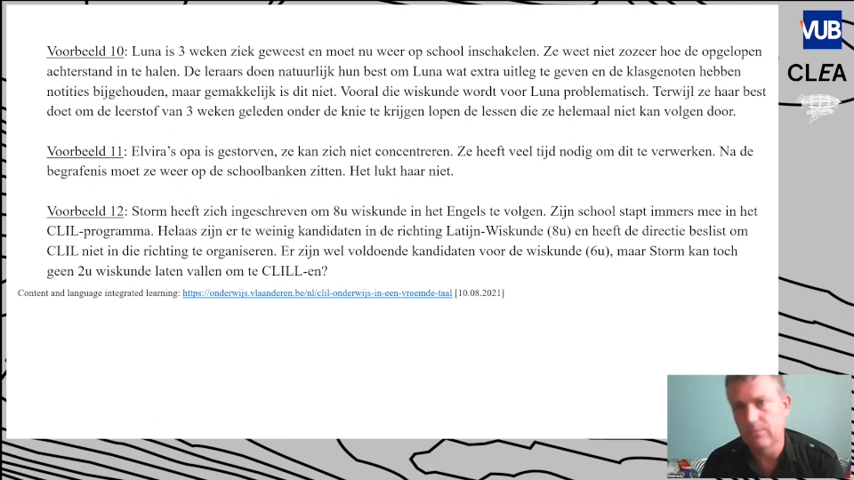 VUB
CLEA
Voorbeeld 10: Luna is 3 weken ziek geweest en moet nu weer op school inschakelen. Ze weet niet zozeer hoe de opgelopen
achterstand in te halen. De leraars doen natuurlijk hun best om Luna wat extra uitleg te geven en de klasgenoten hebben
notities bijgehouden, maar gemakkelijk is dit niet. Vooral die wiskunde wordt voor Luna problematisch. Terwijl ze haar best
doet om de leerstof van 3 weken geleden onder de knie te krijgen lopen de lessen die ze helemaal niet kan volgen door.
Voorbeeld 11: Elvira’s opa is gestorven, ze kan zich niet concentreren. Ze heeft veel tijd nodig om dit te verwerken. Na de
begrafenis moet ze weer op de schoolbanken zitten. Het lukt haar niet.
Voorbeeld 12: Storm heeft zich ingeschreven om 8u wiskunde in het Engels te volgen. Zijn school stapt immers mee in het
CLIL-programma. Helaas zijn er te weinig kandidaten in de richting Latijn-Wiskunde (8u) en heeft de directie beslist om
CLIL niet in die richting te organiseren. Er zijn wel voldoende kandidaten voor de wiskunde (6u), maar Storm kan toch
geen 2u wiskunde laten vallen om te CLILL-en?
Content and language integrated learning: https://onderwijs.vlaanderen.be/nl/clil-onderwijs-in-een-vreemde-taal [10.08.2021]